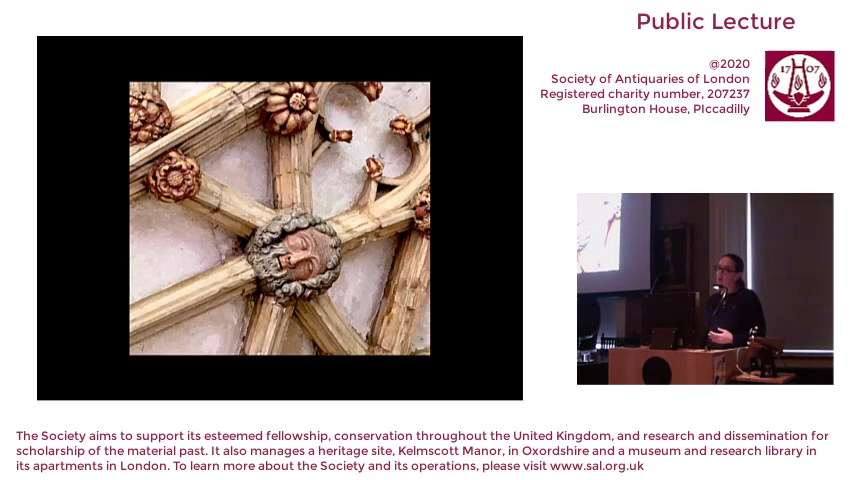 Public Lecture
@2020
Society of Antiquaries of London
Registered charity number, 207237
Burlington House, PIccadilly
17 07
The Society aims to support its esteemed fellowship, conservation throughout the United Kingdom, and research and dissemination for
scholarship of the material past. It also manages a heritage site, Kelmscott Manor, in Oxordshire and a museum and research library in
its apartments in London. To learn more about the Society and its operations, please visit www.sal.org.uk